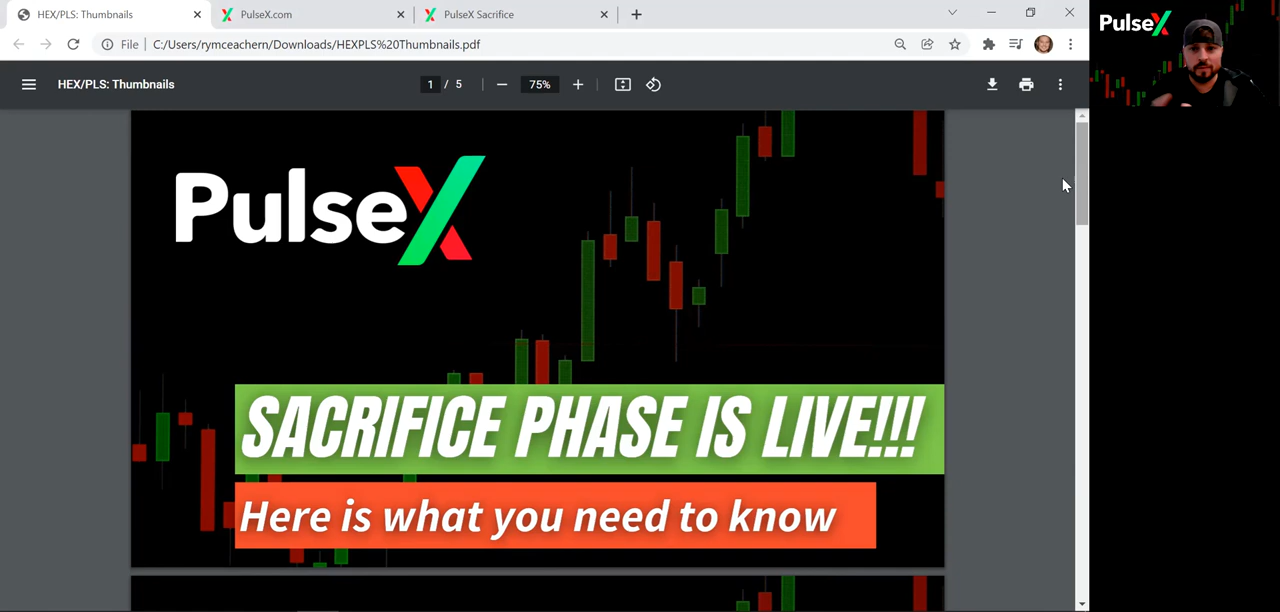 HEX/PLS: Thumbnails
PulseX.com
PulseX Sacrifice
File
C:/Users/rymceachern/Downloads/HEXPLS%20Thumbnails.pdf
HEX/PLS: Thumbnails
1 / 5
75%
PulseX
PulseX
SACRIFICE PHASE IS LIVE!!!
Here is what you need to know